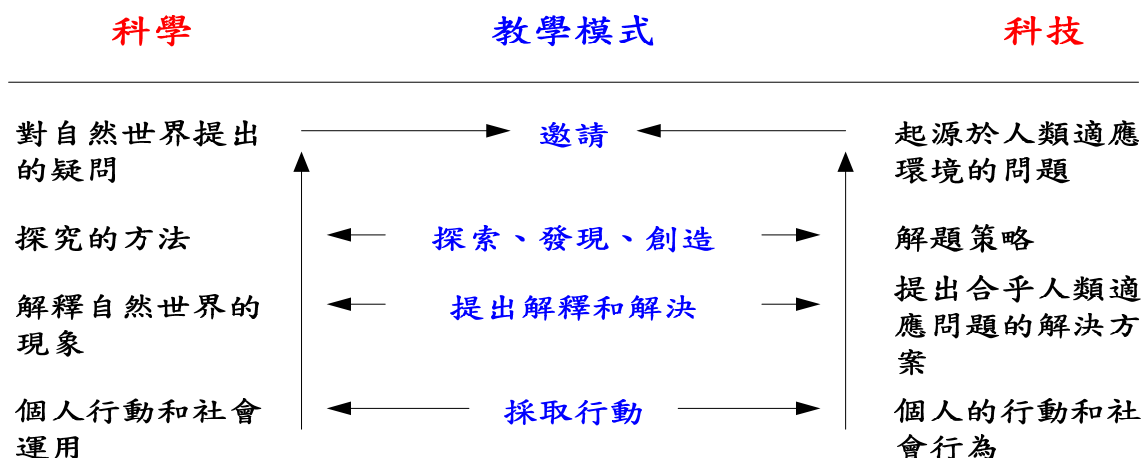 科學 教學模式 科技
對自然世界提出
的疑問
邀請
起源於人類適應
環境的問題
探究的方法
探索、發現、創造
解題策略
解釋自然世界的
現象
提出解釋和解決
提出合乎人類適
應問題的解決方
案
個人行動和社會
運用
採取行動
個人的行動和社
會行為